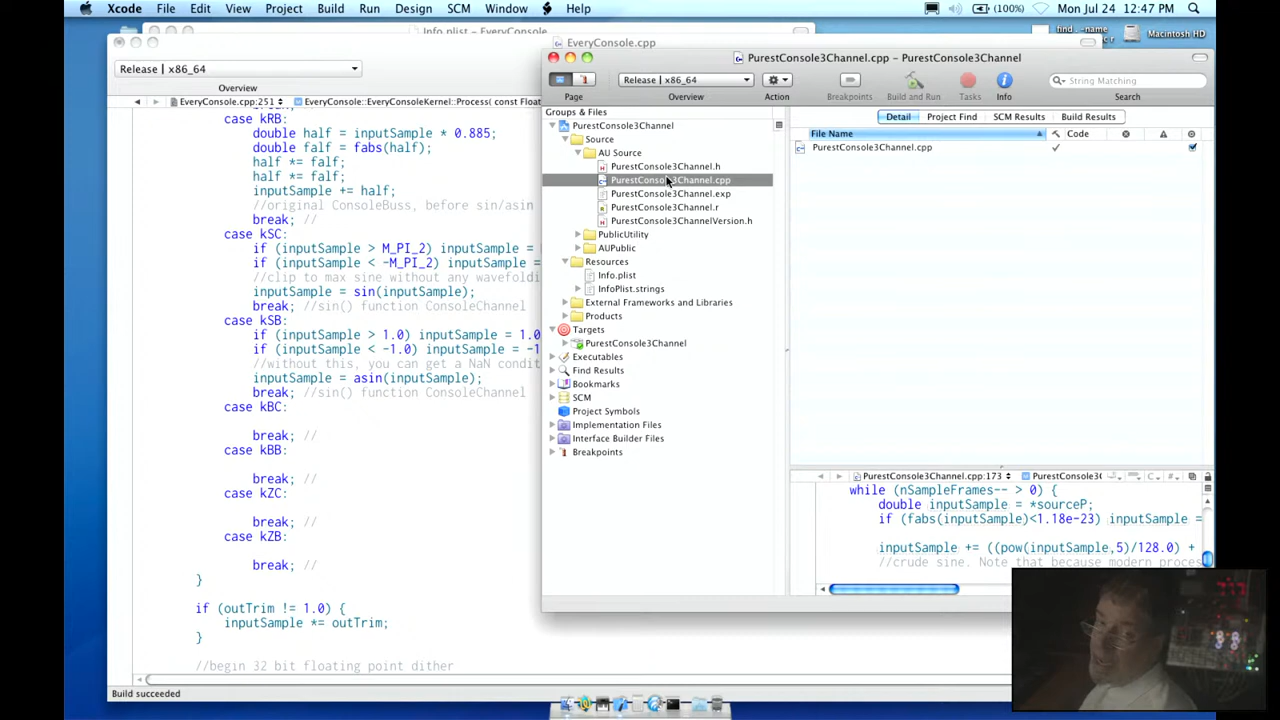 Xcode File Edit View Project Build Run Design SCM Window Help (100%) Mon Jul 24 12:47 PM
Info.plist — EveryConsole
find . -name
Macintosh HD
EveryConsole.cpp
Release | x86_64
Overview
EveryConsole.cpp:251 EveryConsole::EveryConsoleKernel::Process( const Float
case kRB:
double half = inputSample * 0.885;
double falf = fabs(half);
half *= falf;
half *= falf;
inputSample += half;
//original ConsoleBuss, before sin/asin
break; //
case kSC:
if (inputSample > M_PI_2) inputSample =
if (inputSample < -M_PI_2) inputSample =
//clip to max sine without any wavefoldi
inputSample = sin(inputSample);
break; //sin() function ConsoleChannel
case kSB:
if (inputSample > 1.0) inputSample = 1.0
if (inputSample < -1.0) inputSample = -1
//without this, you can get a NaN condit
inputSample = asin(inputSample);
break; //sin() function ConsoleChannel
case kBC:
break; //
case kBB:
break; //
case kZC:
break; //
case kZB:
break; //
}
if (outTrim != 1.0) {
inputSample *= outTrim;
}
//begin 32 bit floating point dither
Build succeeded
PurestConsole3Channel.cpp – PurestConsole3Channel
Release | x86_64
String Matching
Page Overview Action Breakpoints Build and Run Tasks Info Search
Groups & Files
PurestConsole3Channel
Source
AU Source
PurestConsole3Channel.h
PurestConsole3Channel.cpp
PurestConsole3Channel.exp
PurestConsole3Channel.r
PurestConsole3ChannelVersion.h
PublicUtility
AUPublic
Resources
Info.plist
InfoPlist.strings
External Frameworks and Libraries
Products
Targets
PurestConsole3Channel
Executables
Find Results
Bookmarks
SCM
Project Symbols
Implementation Files
Interface Builder Files
Breakpoints
Detail Project Find SCM Results Build Results
File Name Code
PurestConsole3Channel.cpp
PurestConsole3Channel.cpp:173 PurestConsole3C
while (nSampleFrames-- > 0) {
double inputSample = *sourceP;
if (fabs(inputSample)<1.18e-23) inputSample =
inputSample += ((pow(inputSample,5)/128.0) +
//crude sine. Note that because modern proces